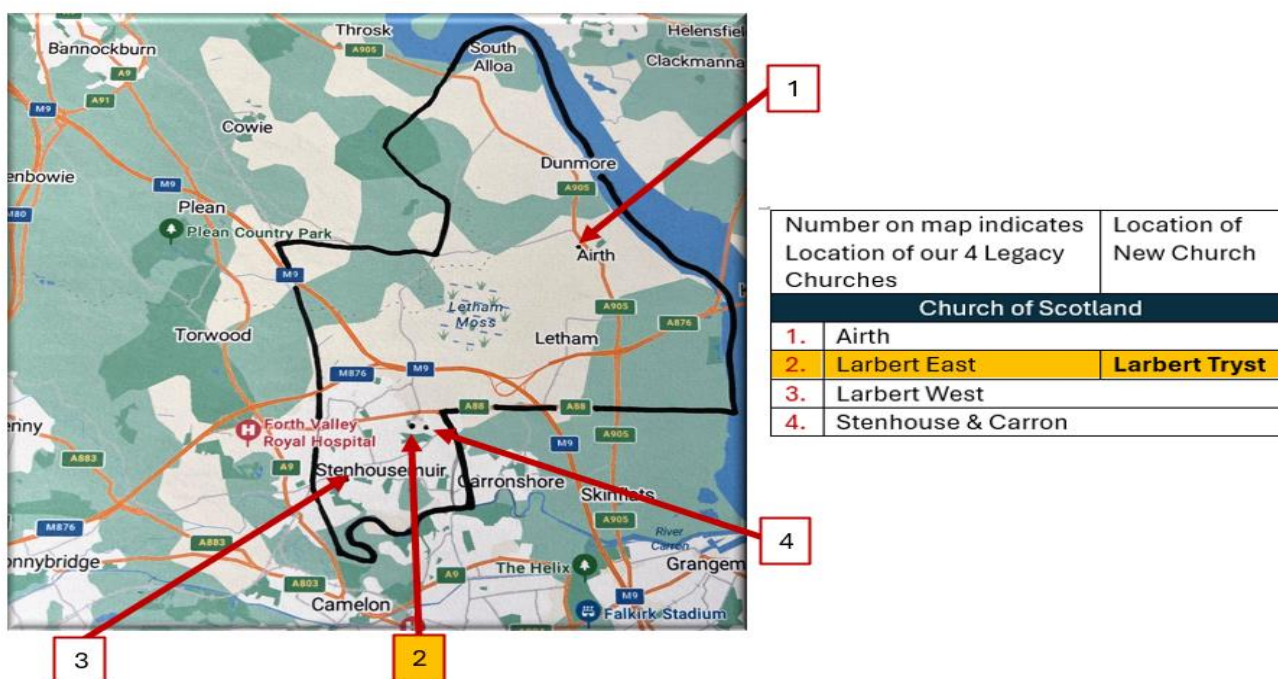 Throsk
Helensfiel
Bannockburn
A905
South
Alloa
Clackmanna
A9
A91
M9
Cowie
1
Dunmore
enbowie
M9
A905
Plean
M80
Plean Country Park
Airth
M9
Letham
Moss
A905
A876
Torwood
Letham
M876
M9
A88
A88
enny
Forth Valley
Royal Hospital
M9
A905
A883
A9
Stenhousemuir
Carronshore
Skinflats
M876
A905
A883
River
Carron
4
onnybridge
The Helix
Grangem
A803
A9
M9
Camelon
Falkirk Stadium
3
2
Number on map indicates
Location of our 4 Legacy
Churches
Location of
New Church
Church of Scotland
1. Airth
2. Larbert East Larbert Tryst
3. Larbert West
4. Stenhouse & Carron